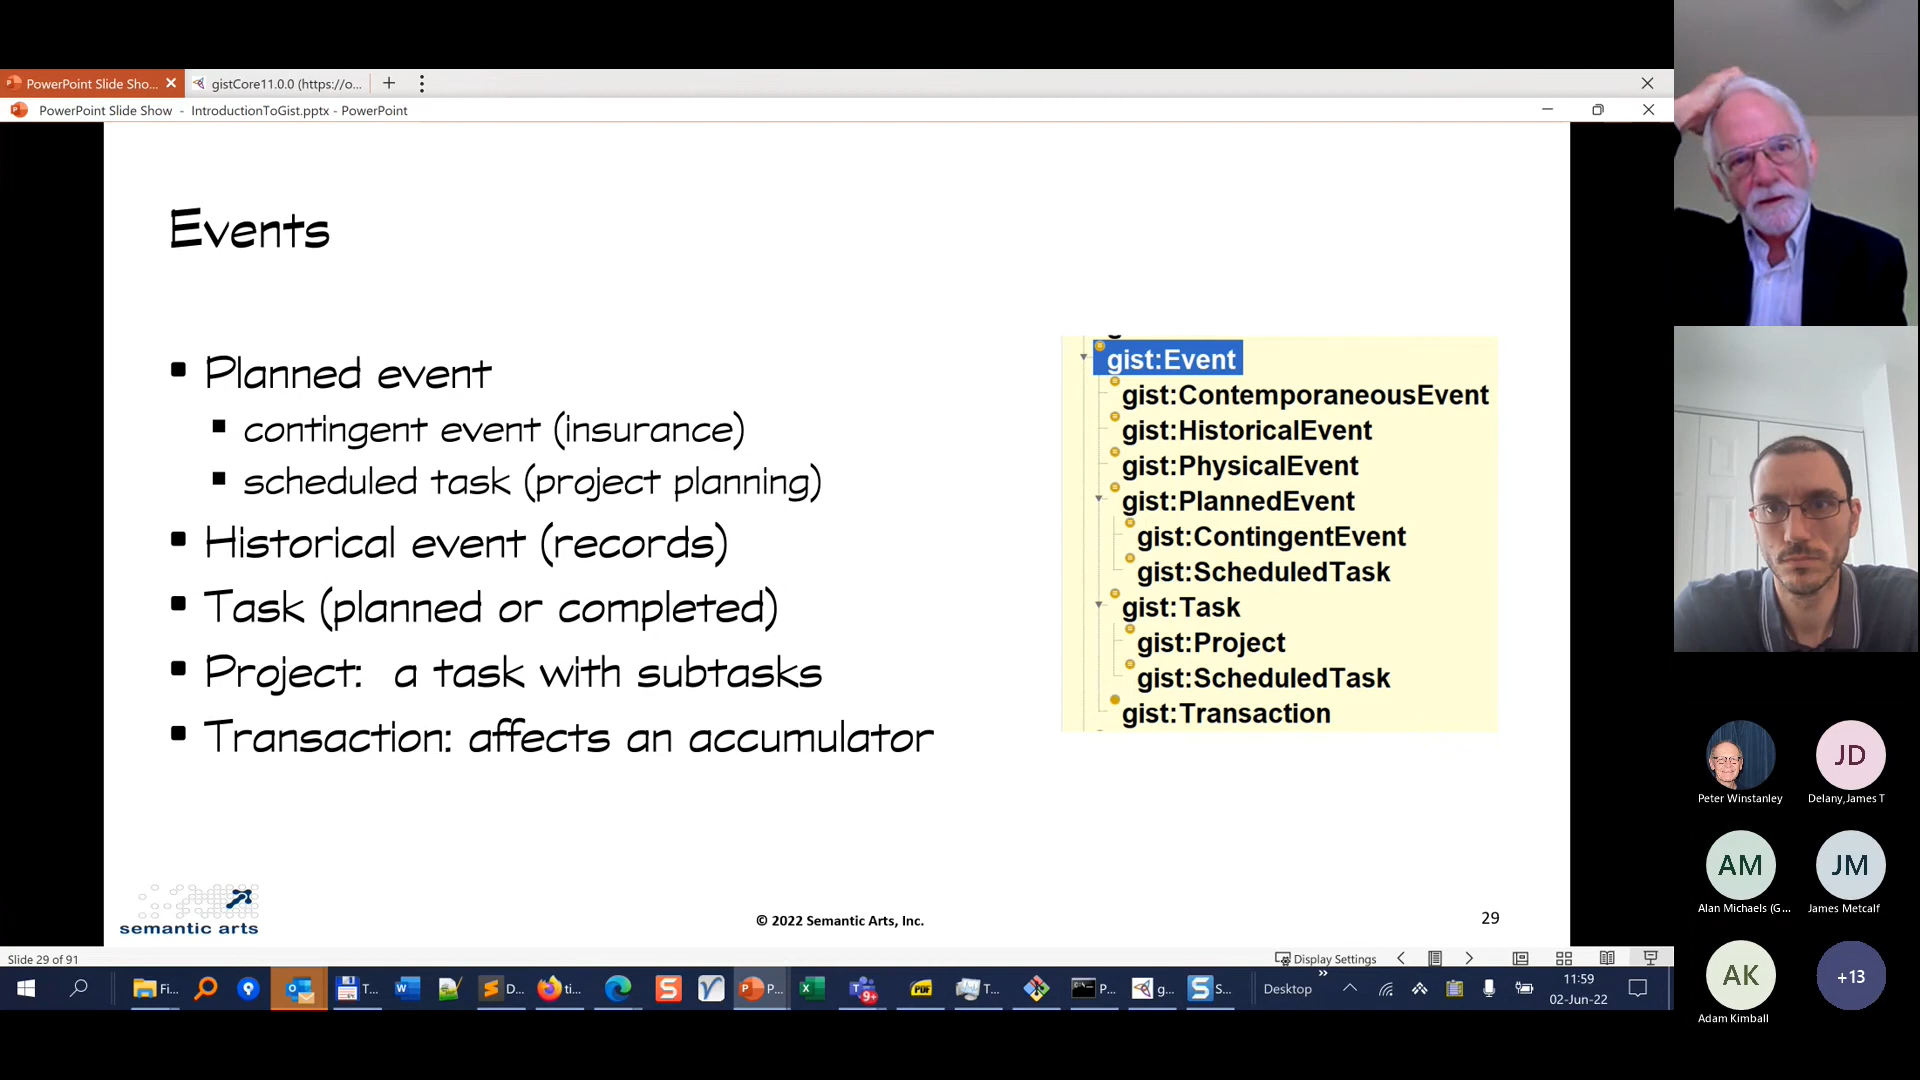 PowerPoint Slide Sho...
gistCore11.0.0 (https://o...
PowerPoint Slide Show - IntroductionToGist.pptx - PowerPoint
Events
Planned event
contingent event (insurance)
scheduled task (project planning)
Historical event (records)
Task (planned or completed)
Project: a task with subtasks
Transaction: affects an accumulator
gist:Event
gist:ContemporaneousEvent
gist:HistoricalEvent
gist:PhysicalEvent
gist:PlannedEvent
gist:ContingentEvent
gist:ScheduledTask
gist:Task
gist:Project
gist:ScheduledTask
gist:Transaction
semantic arts
© 2022 Semantic Arts, Inc.
29
Slide 29 of 91
Display Settings
Fi...
T...
D...
ti...
P...
9+
PDF
T...
P...
g...
S...
Desktop
11:59
02-Jun-22
Peter Winstanley
JD
Delany,James T
AM
Alan Michaels (G...
JM
James Metcalf
AK
Adam Kimball
+13